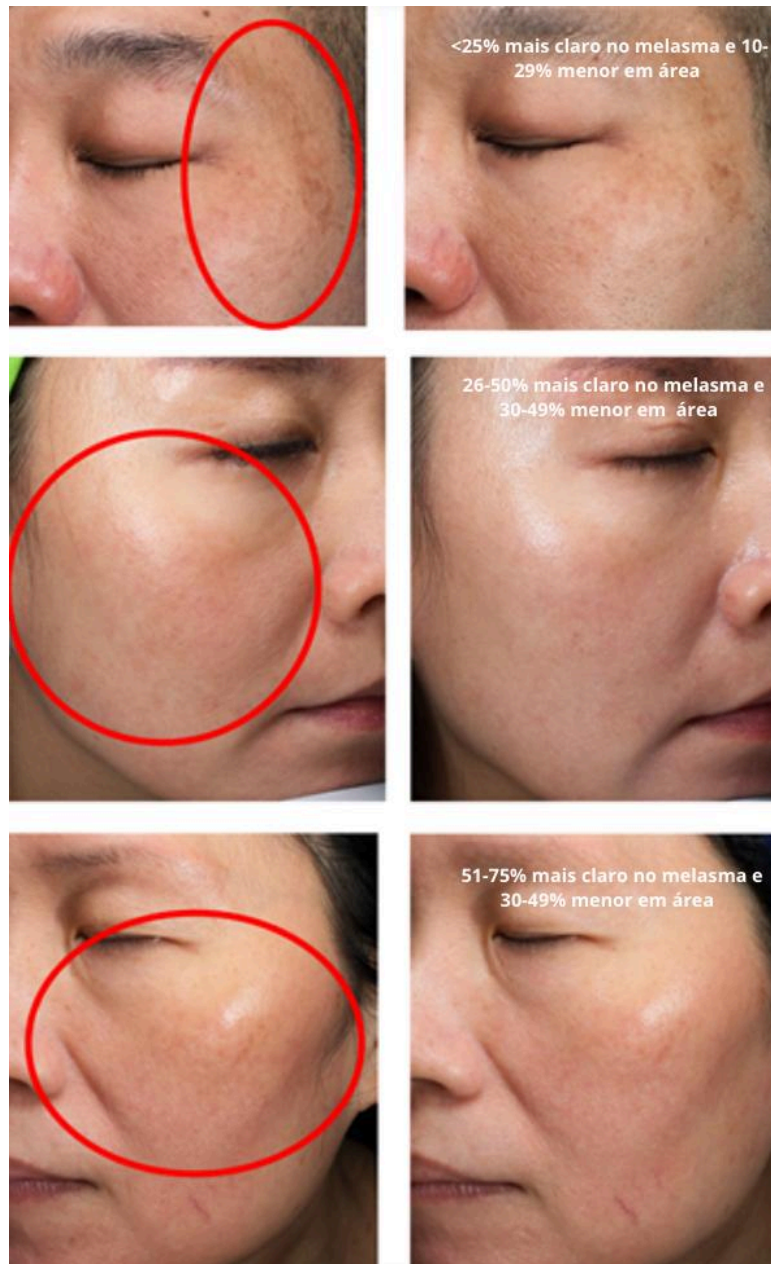 <25% mais claro no melasma e 10-
29% menor em área
26-50% mais claro no melasma e
30-49% menor em área
51-75% mais claro no melasma e
30-49% menor em área